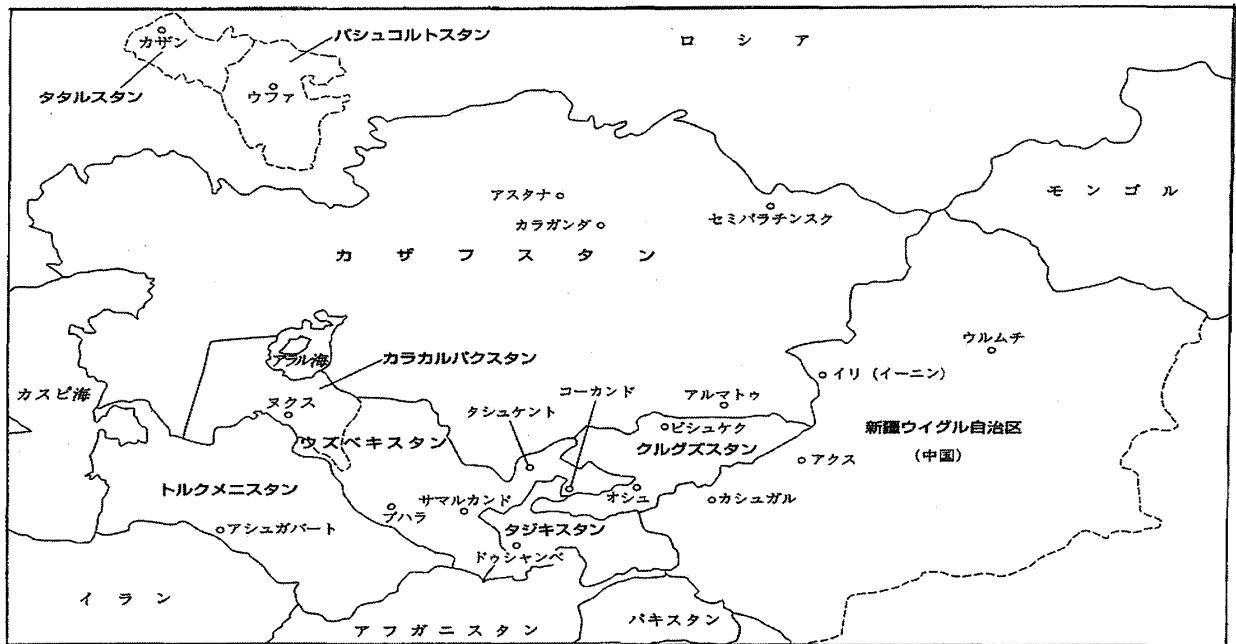 カザン
バシュコルトスタン
ロシア
タタルスタン
ウファ
アスタナ
カラガンダ
セミパラチンスク
モンゴル
カザフスタン
アラル海
カラカルパクスタン
ウルムチ
カスピ海
ヌクス
コーカンド
イリ（イーニン）
タシュケント
アルマトゥ
ビシュケク
ウズベキスタン
クルグズスタン
新疆ウイグル自治区
（中国）
アクス
トルクメニスタン
サマルカンド
オシュ
カシュガル
ブハラ
アシュガバート
タジキスタン
ドゥシャンベ
イラン
アフガニスタン
パキスタン